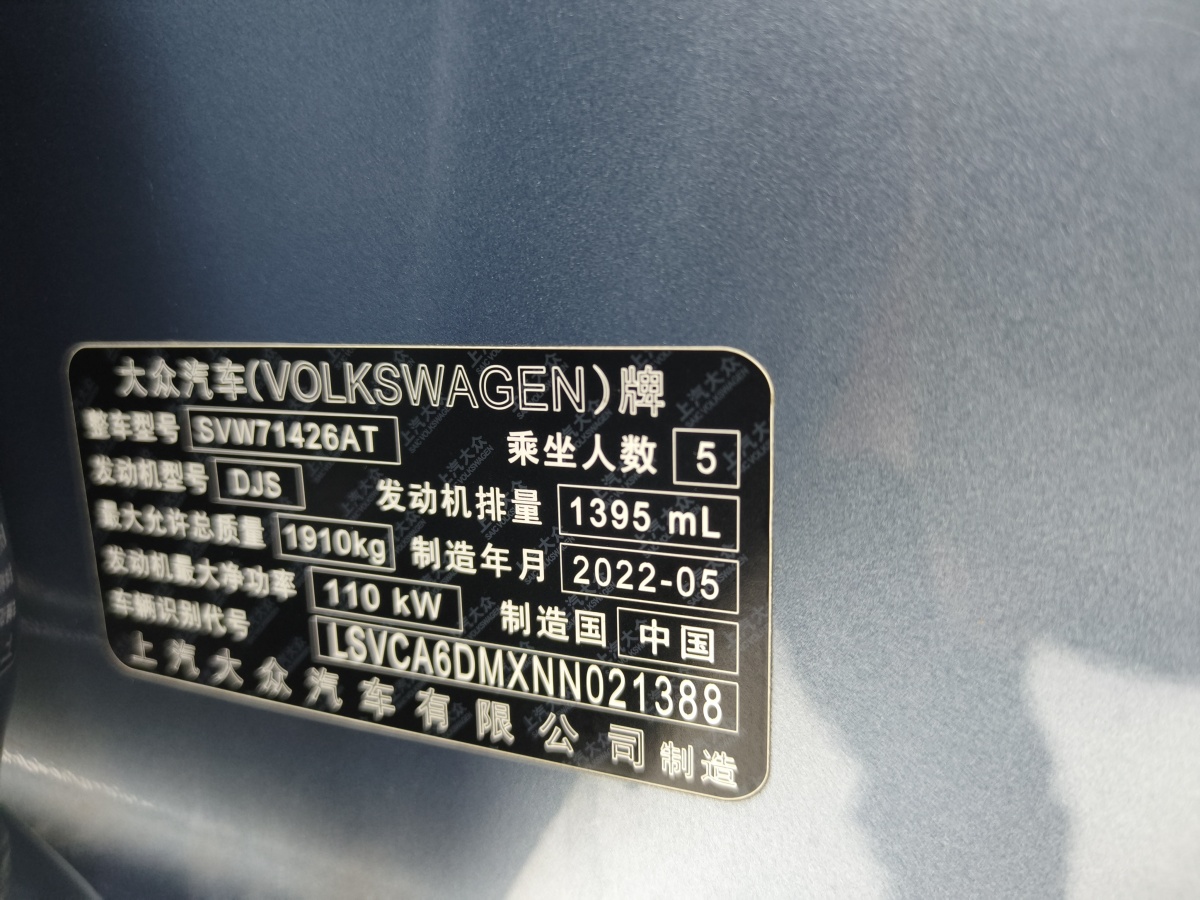 大众汽车(VOLKSWAGEN)牌
整车型号 SVW71426AT 乘坐人数 5
发动机型号 DJS 发动机排量 1395 mL
最大允许总质量 1910kg 制造年月 2022-05
发动机最大净功率 110 kW 制造国 中国
车辆识别代号 LSVCA6DMXNN021388
上汽大众汽车有限公司 制造